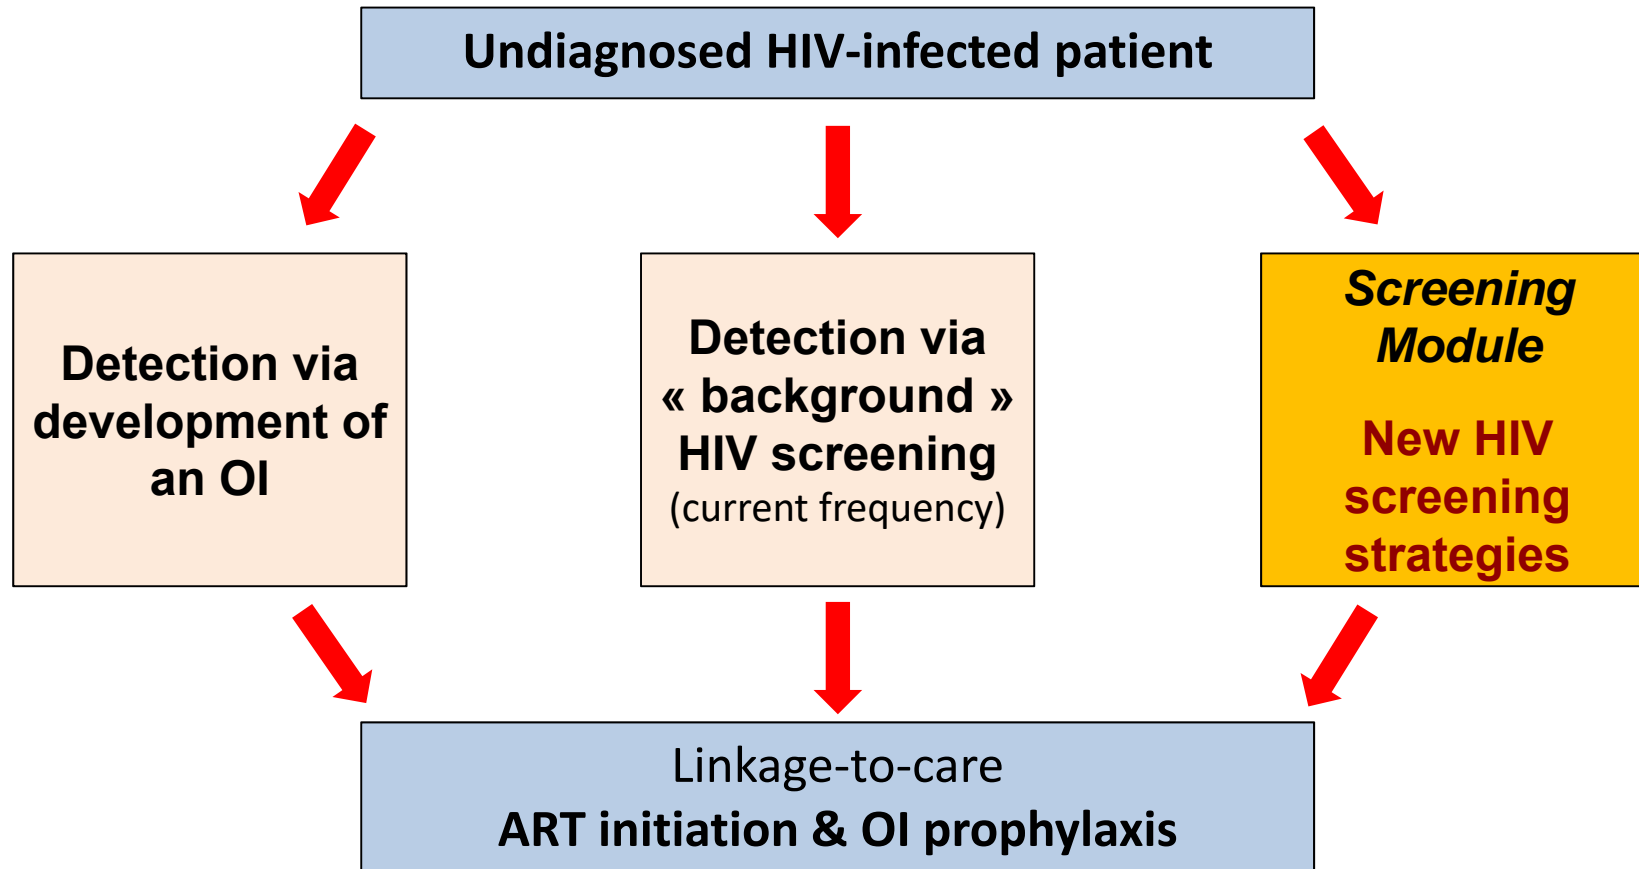 Undiagnosed HIV-infected patient
Detection via
development of
an OI
Detection via
« background »
HIV screening
(current frequency)
Screening
Module
New HIV
screening
strategies
Linkage-to-care
ART initiation & OI prophylaxis